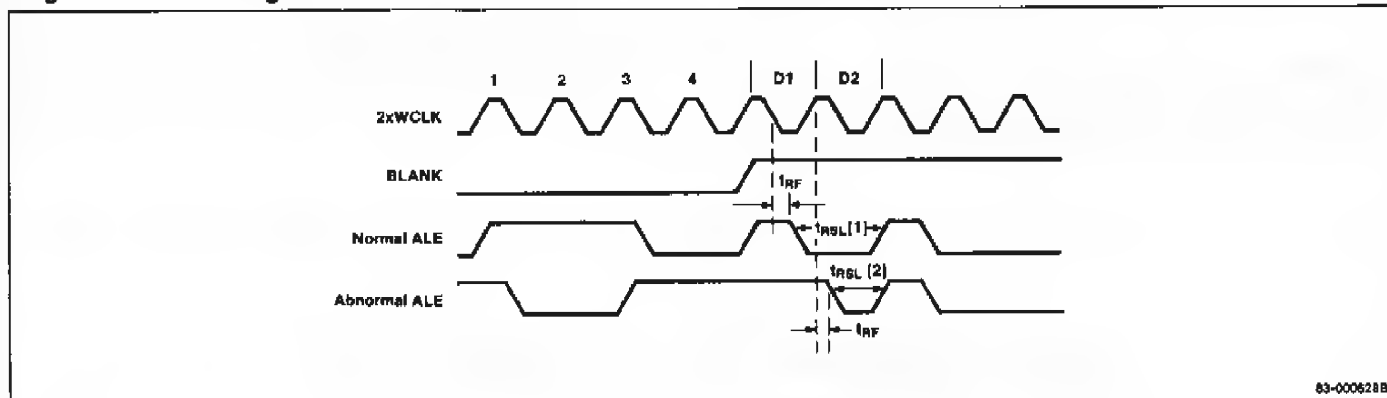 1 2 3 4 D1 D2
2xWCLK
BLANK
tRF
Normal ALE
tRSL(1)
tRSL (2)
Abnormal ALE
tRF
83-000628B